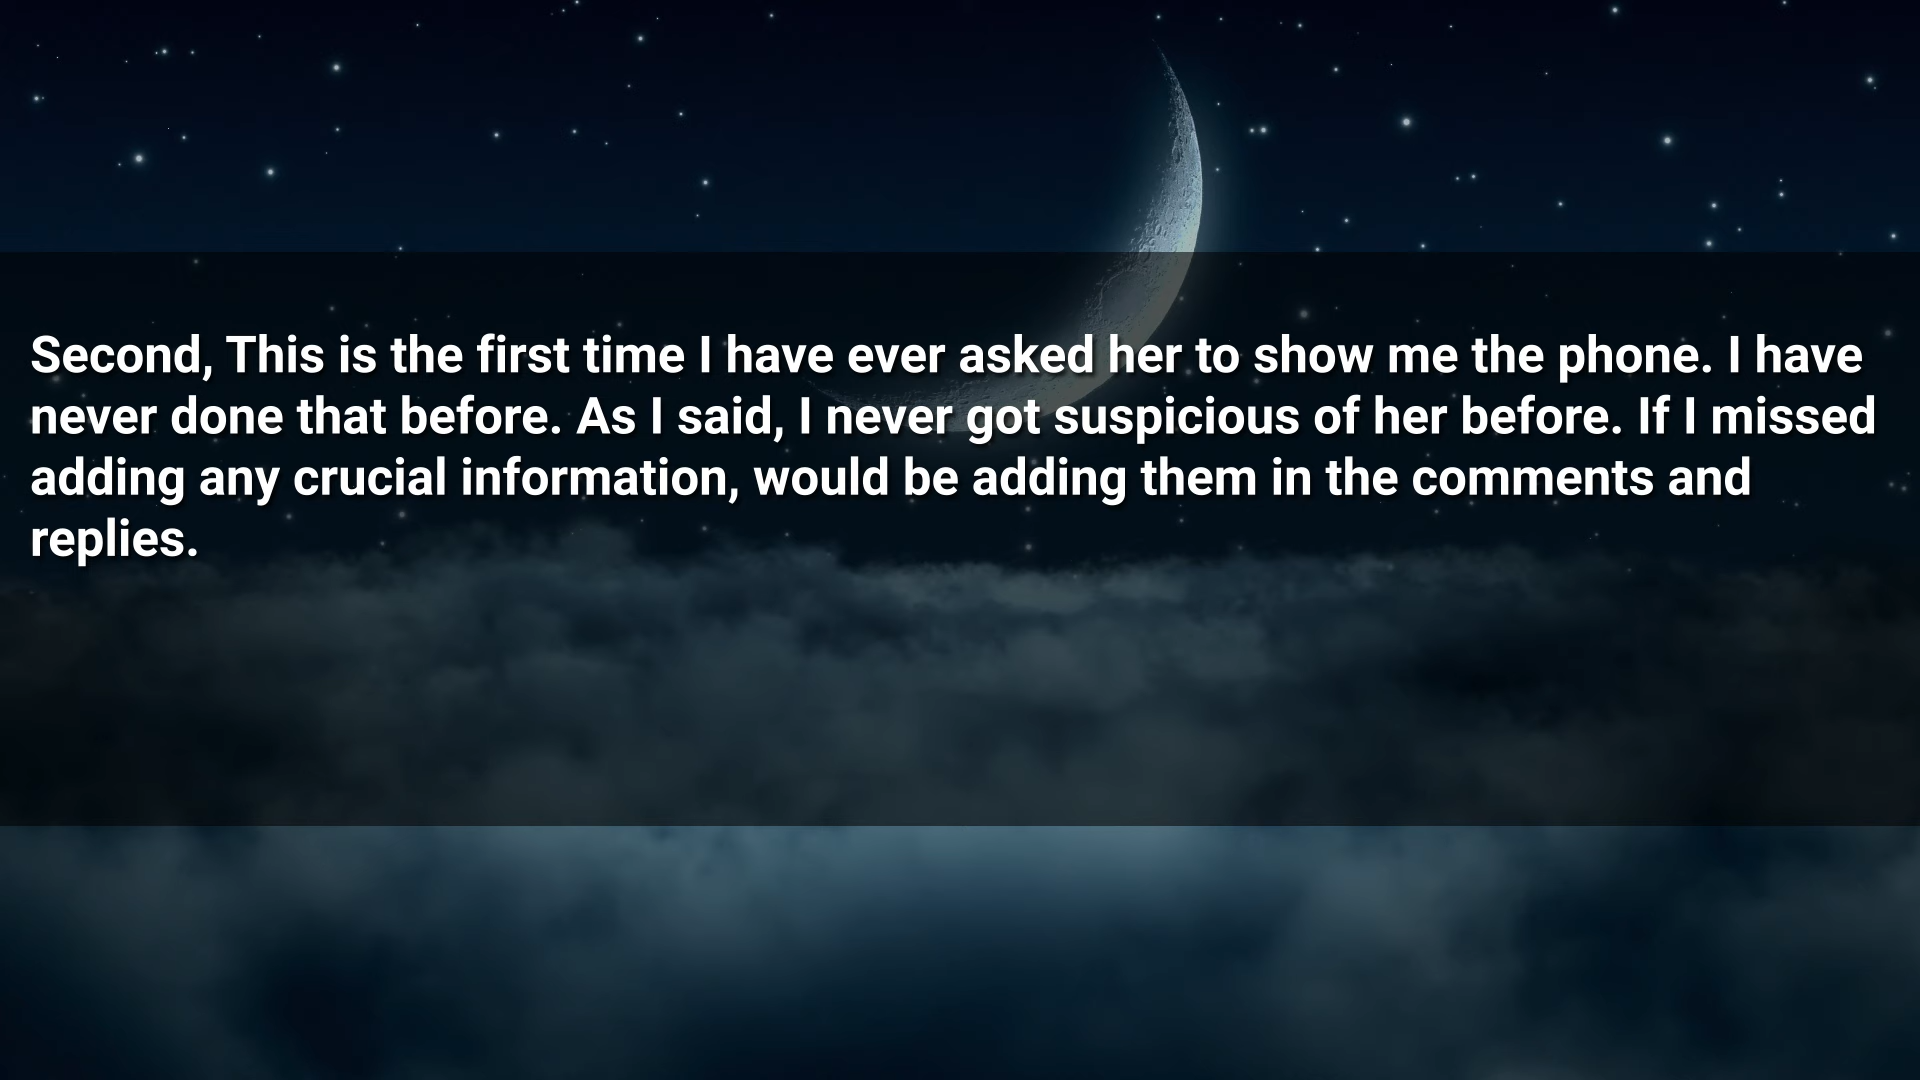 Second, This is the first time I have ever asked her to show me the phone. I have
never done that before. As I said, I never got suspicious of her before. If I missed
adding any crucial information, would be adding them in the comments and
replies.